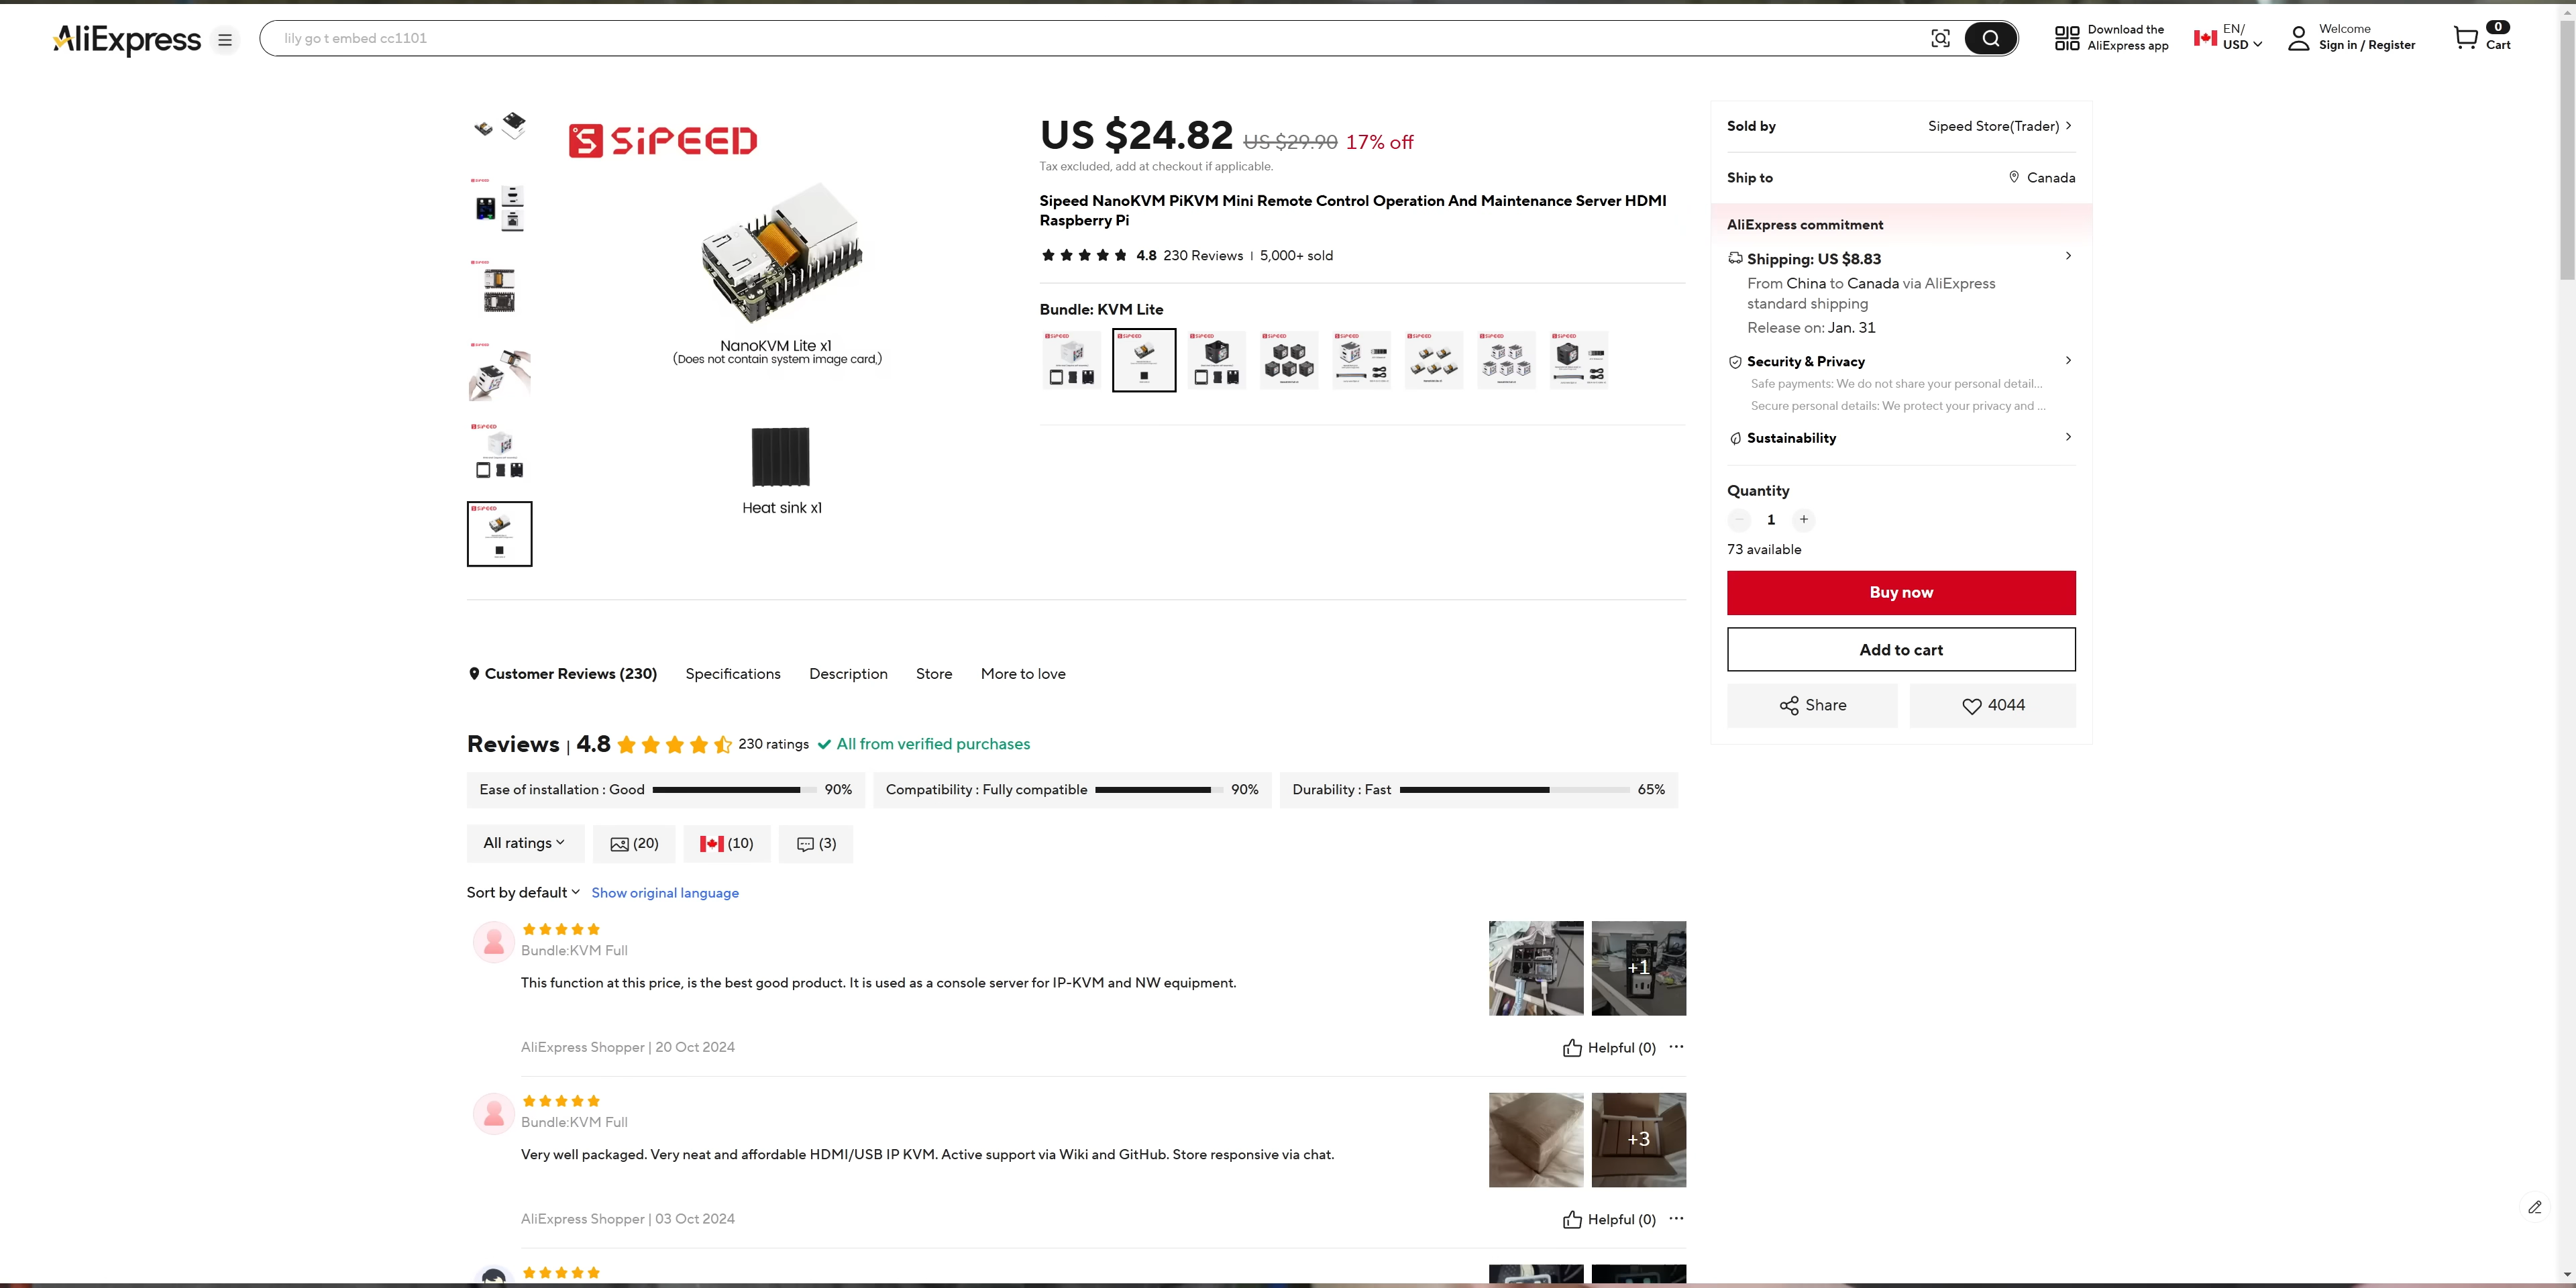 AliExpress
lily go t embed cc1101
Download the
AliExpress app
EN/
USD
Welcome
Sign in / Register
0
Cart
SiPEED
NanoKVM Lite x1
(Does not contain system image card,)
Heat sink x1
US $24.82 US $29.90 17% off
Tax excluded, add at checkout if applicable.
Sipeed NanoKVM PiKVM Mini Remote Control Operation And Maintenance Server HDMI
Raspberry Pi
4.8 230 Reviews | 5,000+ sold
Bundle: KVM Lite
Sold by Sipeed Store(Trader)
Ship to Canada
AliExpress commitment
Shipping: US $8.83
From China to Canada via AliExpress
standard shipping
Release on: Jan. 31
Security & Privacy
Safe payments: We do not share your personal detail...
Secure personal details: We protect your privacy and ...
Sustainability
Quantity
1
73 available
Buy now
Add to cart
Share
4044
Customer Reviews (230) Specifications Description Store More to love
Reviews | 4.8 230 ratings All from verified purchases
Ease of installation : Good 90% Compatibility : Fully compatible 90% Durability : Fast 65%
All ratings (20) (10) (3)
Sort by default Show original language
Bundle:KVM Full
This function at this price, is the best good product. It is used as a console server for IP-KVM and NW equipment.
+1
AliExpress Shopper | 20 Oct 2024 Helpful (0)
Bundle:KVM Full
Very well packaged. Very neat and affordable HDMI/USB IP KVM. Active support via Wiki and GitHub. Store responsive via chat.
+3
AliExpress Shopper | 03 Oct 2024 Helpful (0)